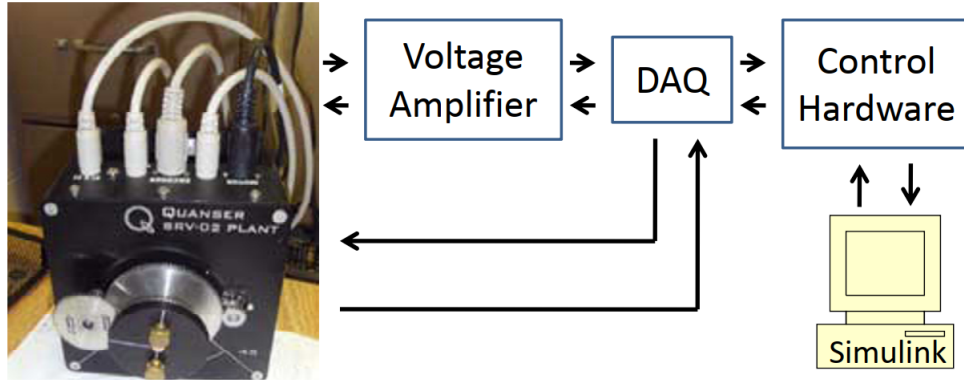 Voltage
Amplifier
DAQ
Control
Hardware
QUANSER
SRV-02 PLANT
Simulink